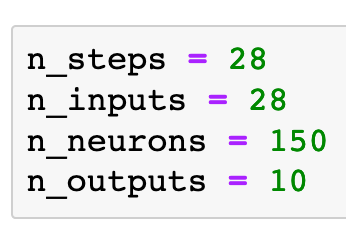 n_steps = 28
n_inputs = 28
n_neurons = 150
n_outputs = 10